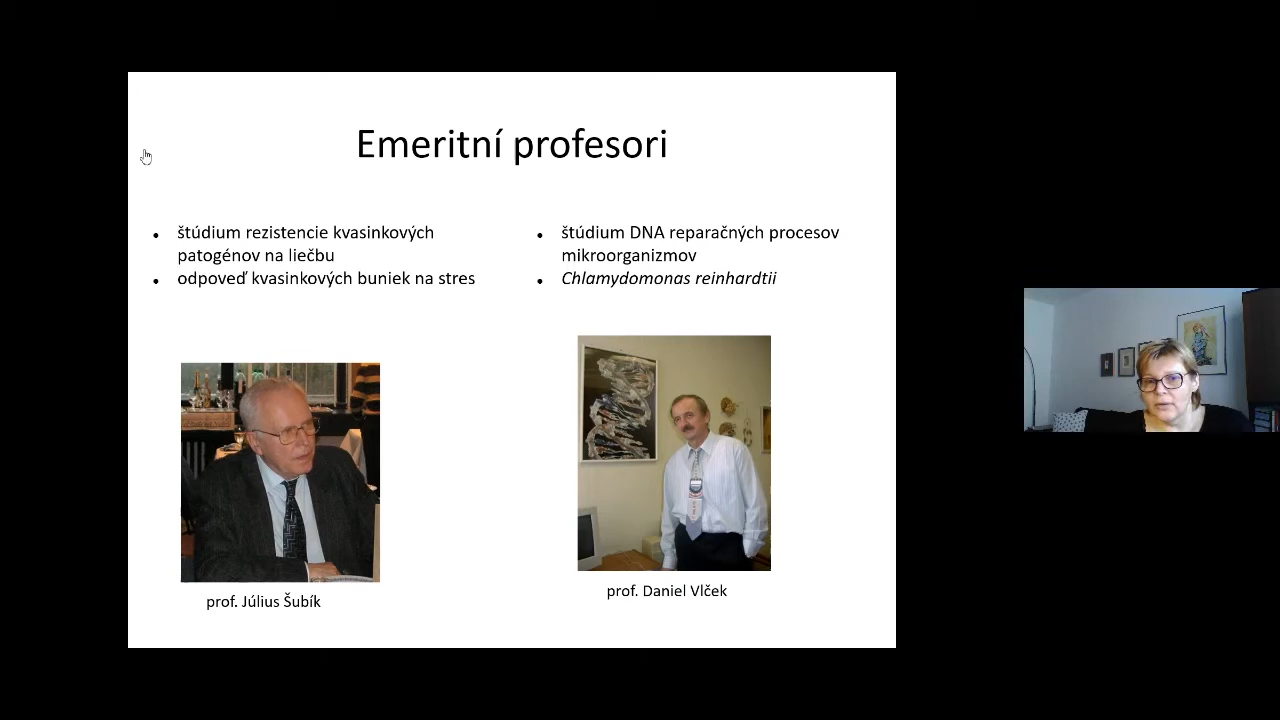 Emeritní profesori
• štúdium rezistencie kvasinkových
patogénov na liečbu
• odpoveď kvasinkových buniek na stres
• štúdium DNA reparačných procesov
mikroorganizmov
• Chlamydomonas reinhardtii
prof. Július Šubík
prof. Daniel Vlček